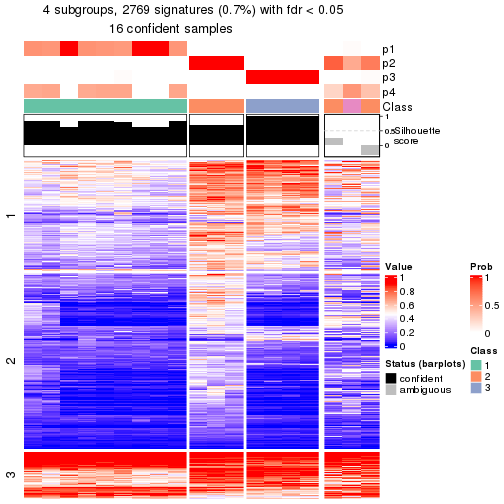 4 subgroups, 2769 signatures (0.7%) with fdr < 0.05
16 confident samples
p1
p2
p3
p4
Class
1
0.5
0
Silhouette
score
1
2
3
Value
1
0.8
0.6
0.4
0.2
0
Prob
1
0.5
0
Status (barplots)
confident
ambiguous
Class
1
2
3